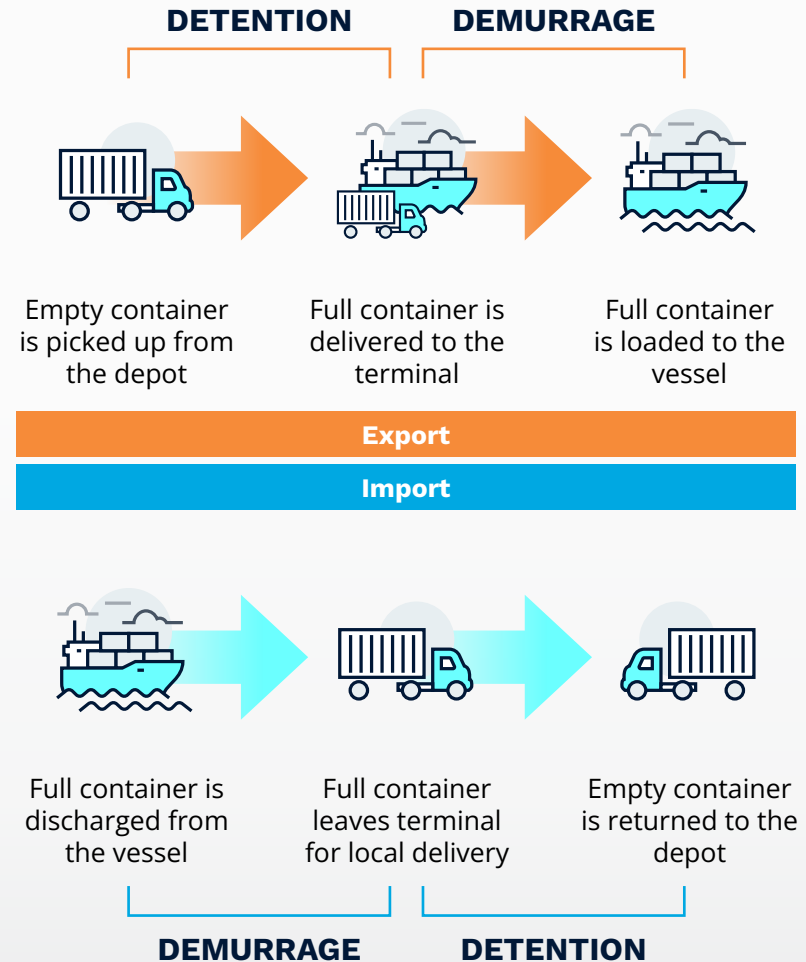 DETENTION
DEMURRAGE
Empty container
is picked up from
the depot
Full container is
delivered to the
terminal
Full container
is loaded to the
vessel
Export
Import
Full container is
discharged from
the vessel
Full container
leaves terminal
for local delivery
Empty container
is returned to the
depot
DEMURRAGE
DETENTION